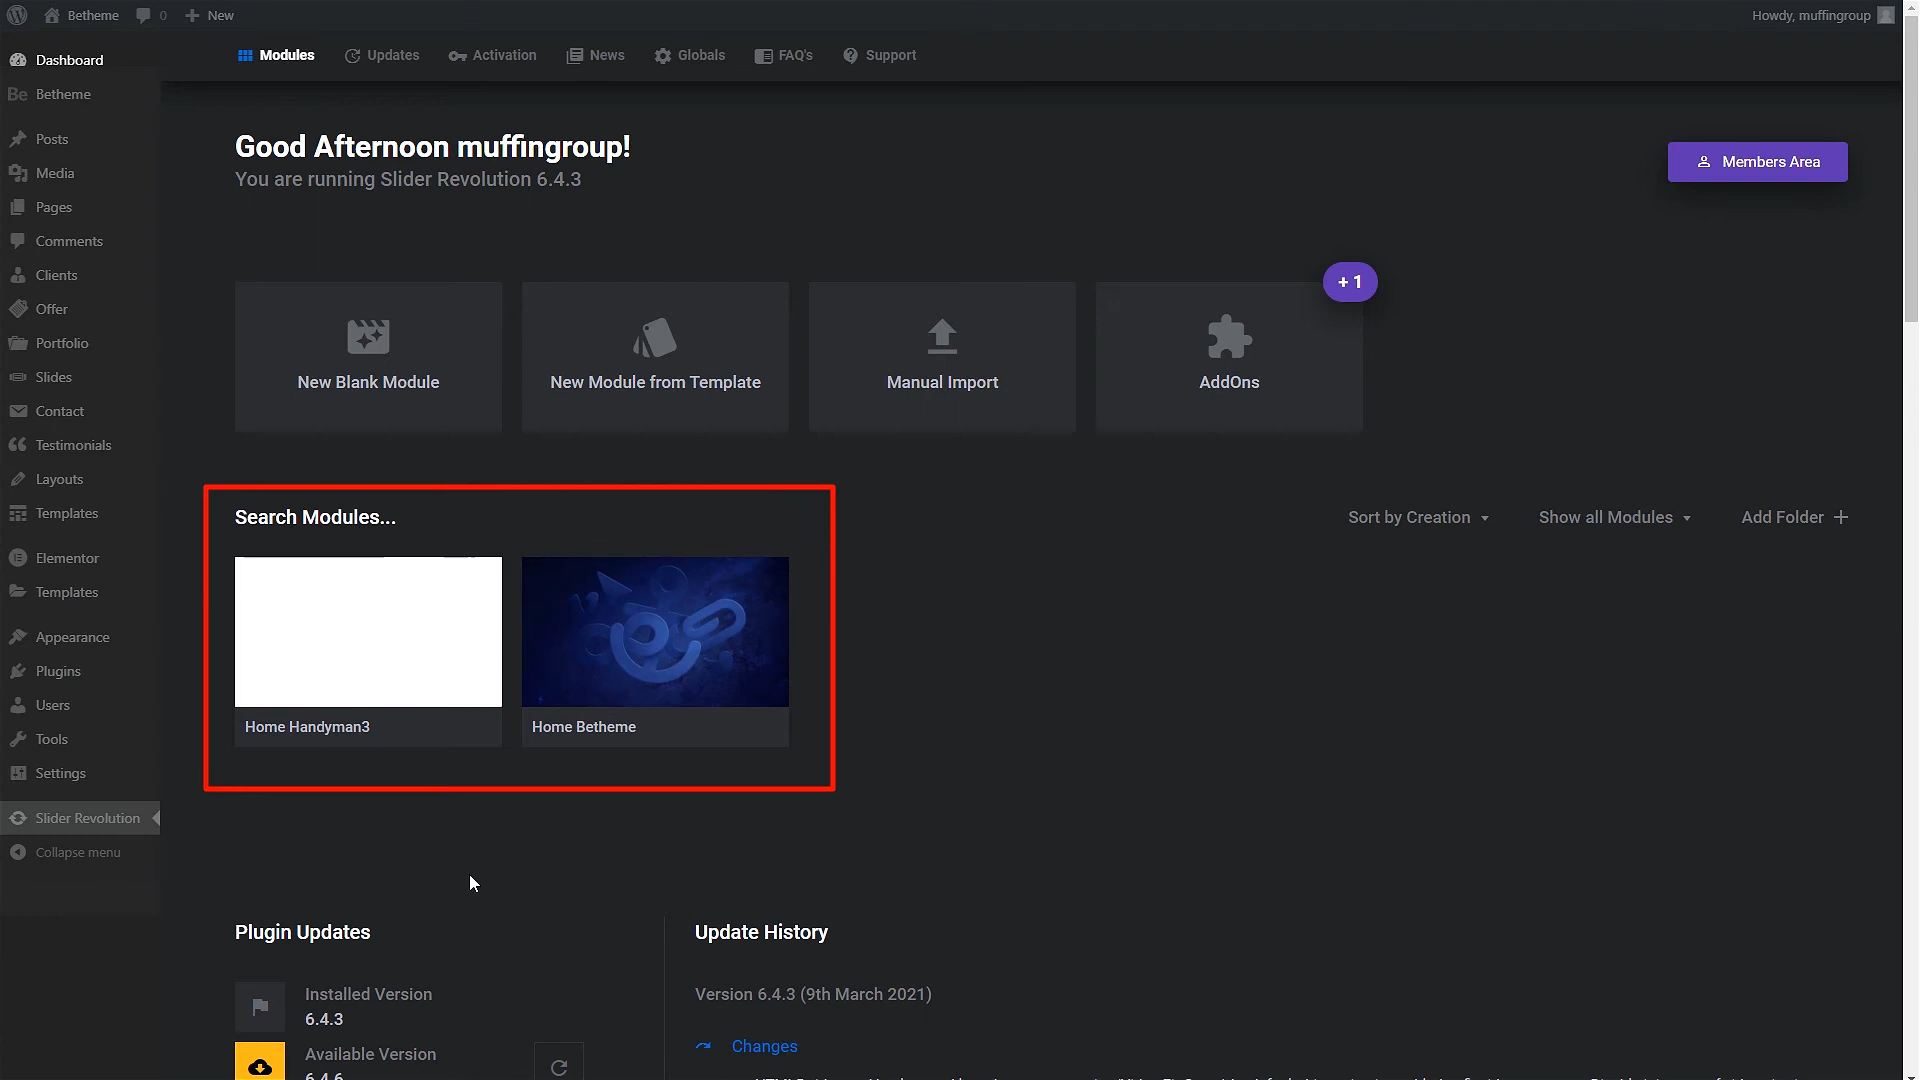 Betheme
0
New
Howdy, muffingroup
Dashboard
Be Betheme
Posts
Media
Pages
Comments
Clients
Offer
Portfolio
Slides
Contact
Testimonials
Layouts
Templates
Elementor
Templates
Appearance
Plugins
Users
Tools
Settings
Slider Revolution
Collapse menu
Modules
Updates
Activation
News
Globals
FAQ's
Support
Good Afternoon muffingroup!
You are running Slider Revolution 6.4.3
Members Area
+ 1
New Blank Module
New Module from Template
Manual Import
AddOns
Search Modules...
Sort by Creation
Show all Modules
Add Folder
Home Handyman3
Home Betheme
Plugin Updates
Installed Version
6.4.3
Available Version
6.4.6
Update History
Version 6.4.3 (9th March 2021)
Changes